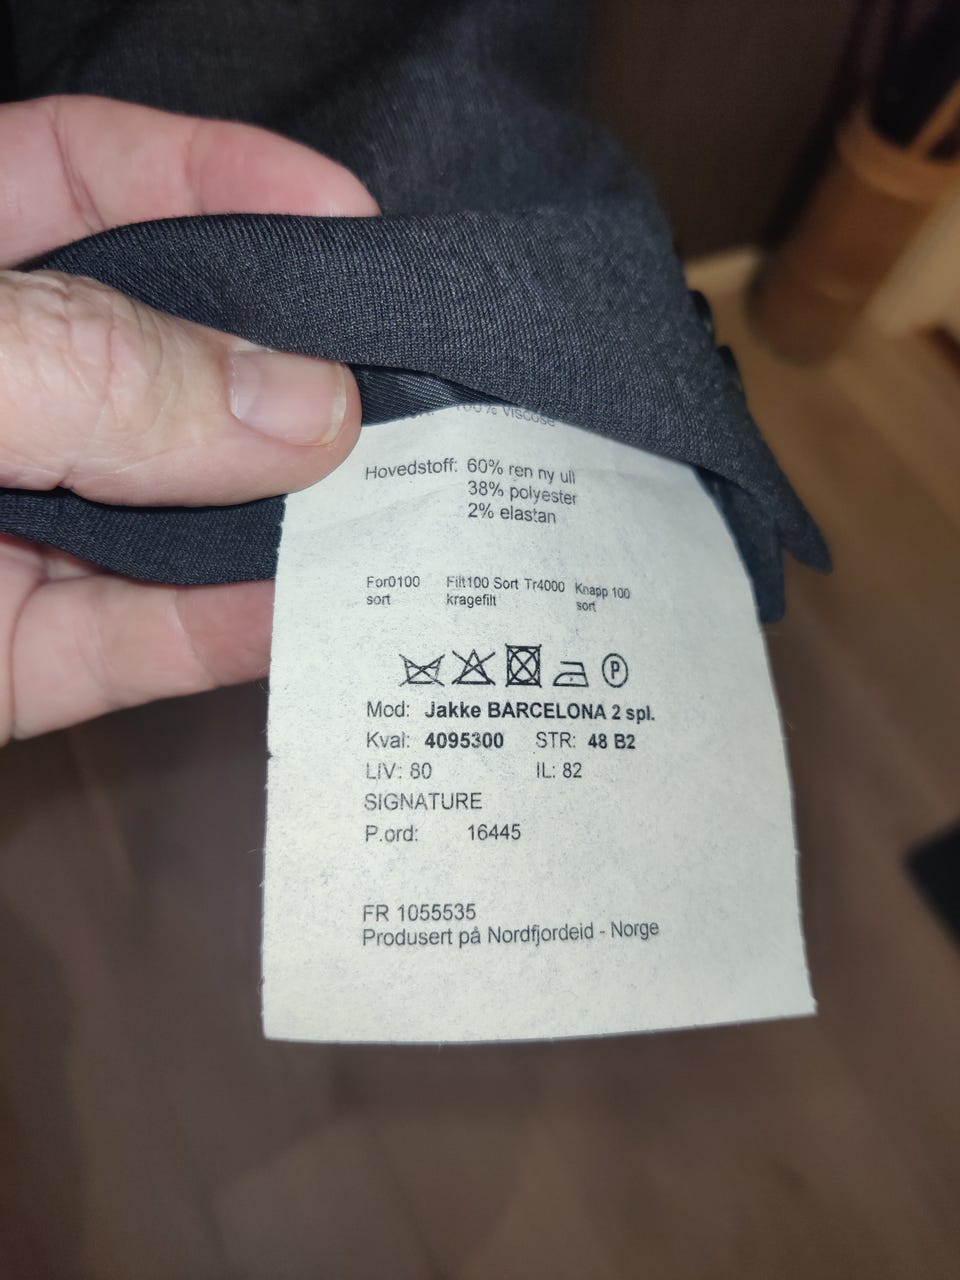 100% viscose
Hovedstoff: 60% ren ny ull
38% polyester
2% elastan
For0100 Filt100 Sort Tr4000 Knapp 100
sort kragefilt sort
P
Mod: Jakke BARCELONA 2 spl.
Kval: 4095300 STR: 48 B2
LIV: 80 IL: 82
SIGNATURE
P.ord: 16445
FR 1055535
Produsert på Nordfjordeid - Norge